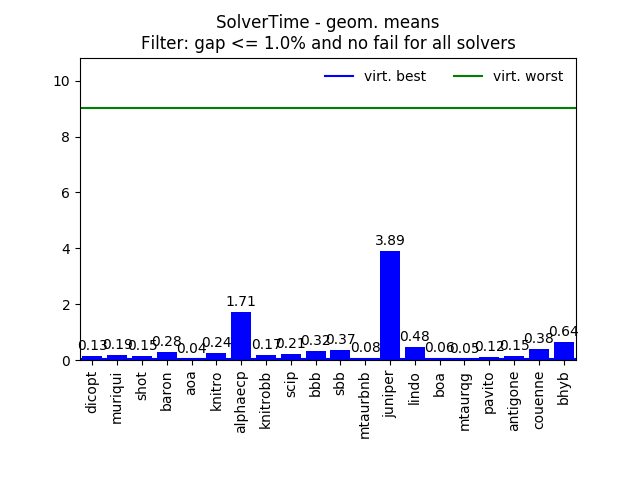 SolverTime - geom. means
Filter: gap <= 1.0% and no fail for all solvers
virt. best virt. worst
10
8
6
4
2
0
0.13 0.19 0.15 0.28 0.04 0.24 1.71 0.17 0.21 0.32 0.37 0.08 3.89 0.48 0.06 0.05 0.12 0.15 0.38 0.64
dicopt
muriqui
shot
baron
aoa
knitro
alphaecp
knitrobb
scip
bbb
sbb
mtaurbnb
juniper
lindo
boa
mtaurqg
pavito
antigone
couenne
bhyb